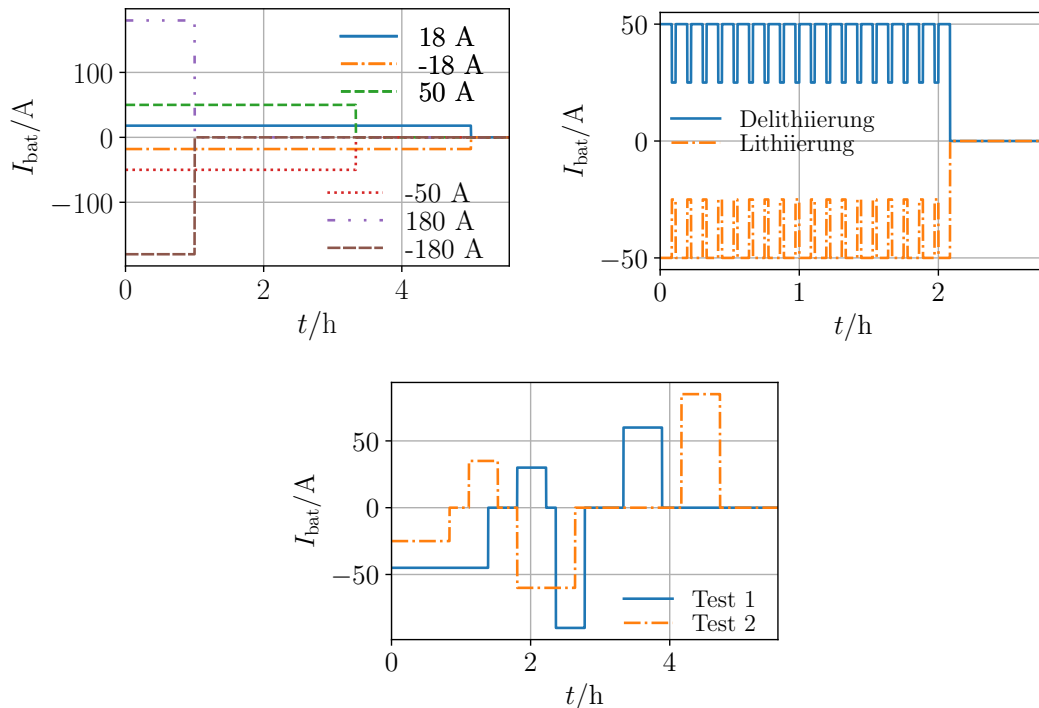 18 A
-18 A
50 A
100
0
−100
-50 A
180 A
-180 A
I_bat/A
0 2 4
t/h
50
0
−50
I_bat/A
Delithiierung
Lithiierung
0 1 2
t/h
50
0
−50
I_bat/A
Test 1
Test 2
0 2 4
t/h